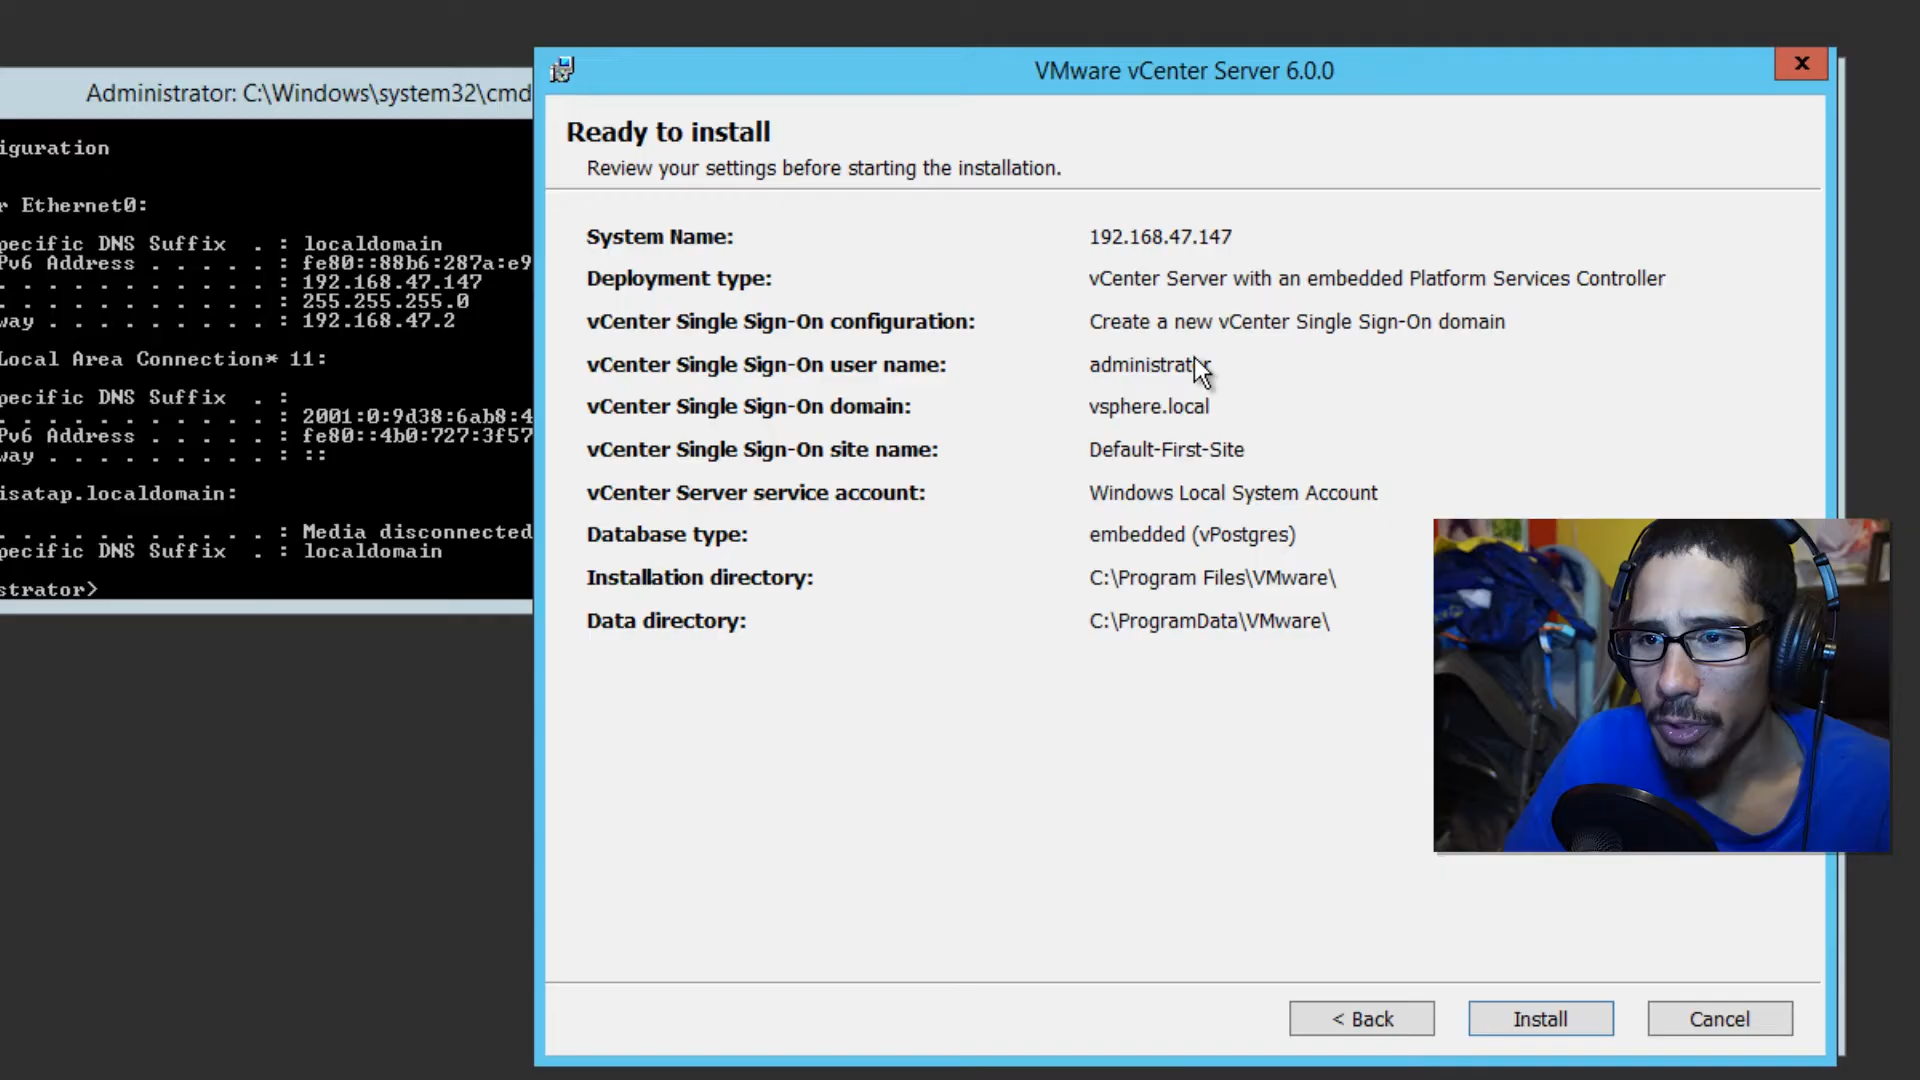 Administrator: C:\Windows\system32\cmd
iguration
r Ethernet0:
pecific DNS Suffix . : localdomain
Pv6 Address . . . . . : fe80::88b6:287a:e9
. . . . . . . . . . . : 192.168.47.147
. . . . . . . . . . . : 255.255.255.0
way . . . . . . . . . : 192.168.47.2
Local Area Connection* 11:
pecific DNS Suffix . :
. . . . . . . . . . . : 2001:0:9d38:6ab8:4
Pv6 Address . . . . . : fe80::4b0:727:3f57
way . . . . . . . . . : ::
isatap.localdomain:
. . . . . . . . . . . : Media disconnected
pecific DNS Suffix . : localdomain
strator>
VMware vCenter Server 6.0.0
x
Ready to install
Review your settings before starting the installation.
System Name: 192.168.47.147
Deployment type: vCenter Server with an embedded Platform Services Controller
vCenter Single Sign-On configuration: Create a new vCenter Single Sign-On domain
vCenter Single Sign-On user name: administrator
vCenter Single Sign-On domain: vsphere.local
vCenter Single Sign-On site name: Default-First-Site
vCenter Server service account: Windows Local System Account
Database type: embedded (vPostgres)
Installation directory: C:\Program Files\VMware\
Data directory: C:\ProgramData\VMware\
< Back Install Cancel